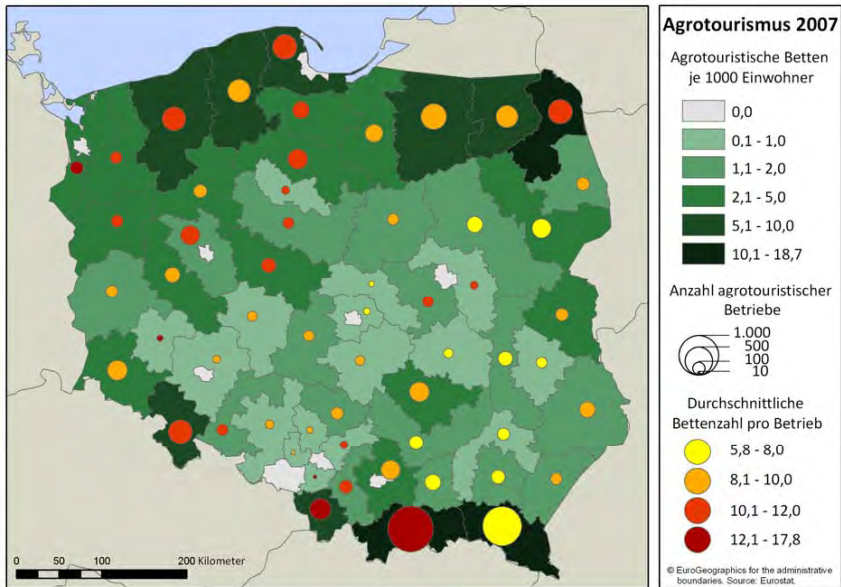 Agrotourismus 2007
Agrotouristische Betten
je 1000 Einwohner
0,0
0,1 - 1,0
1,1 - 2,0
2,1 - 5,0
5,1 - 10,0
10,1 - 18,7
Anzahl agrotouristischer
Betriebe
1.000
500
100
10
Durchschnittliche
Bettenzahl pro Betrieb
5,8 - 8,0
8,1 - 10,0
10,1 - 12,0
12,1 - 17,8
© EuroGeographics for the administrative
boundaries. Source: Eurostat.
0 50 100 200 Kilometer